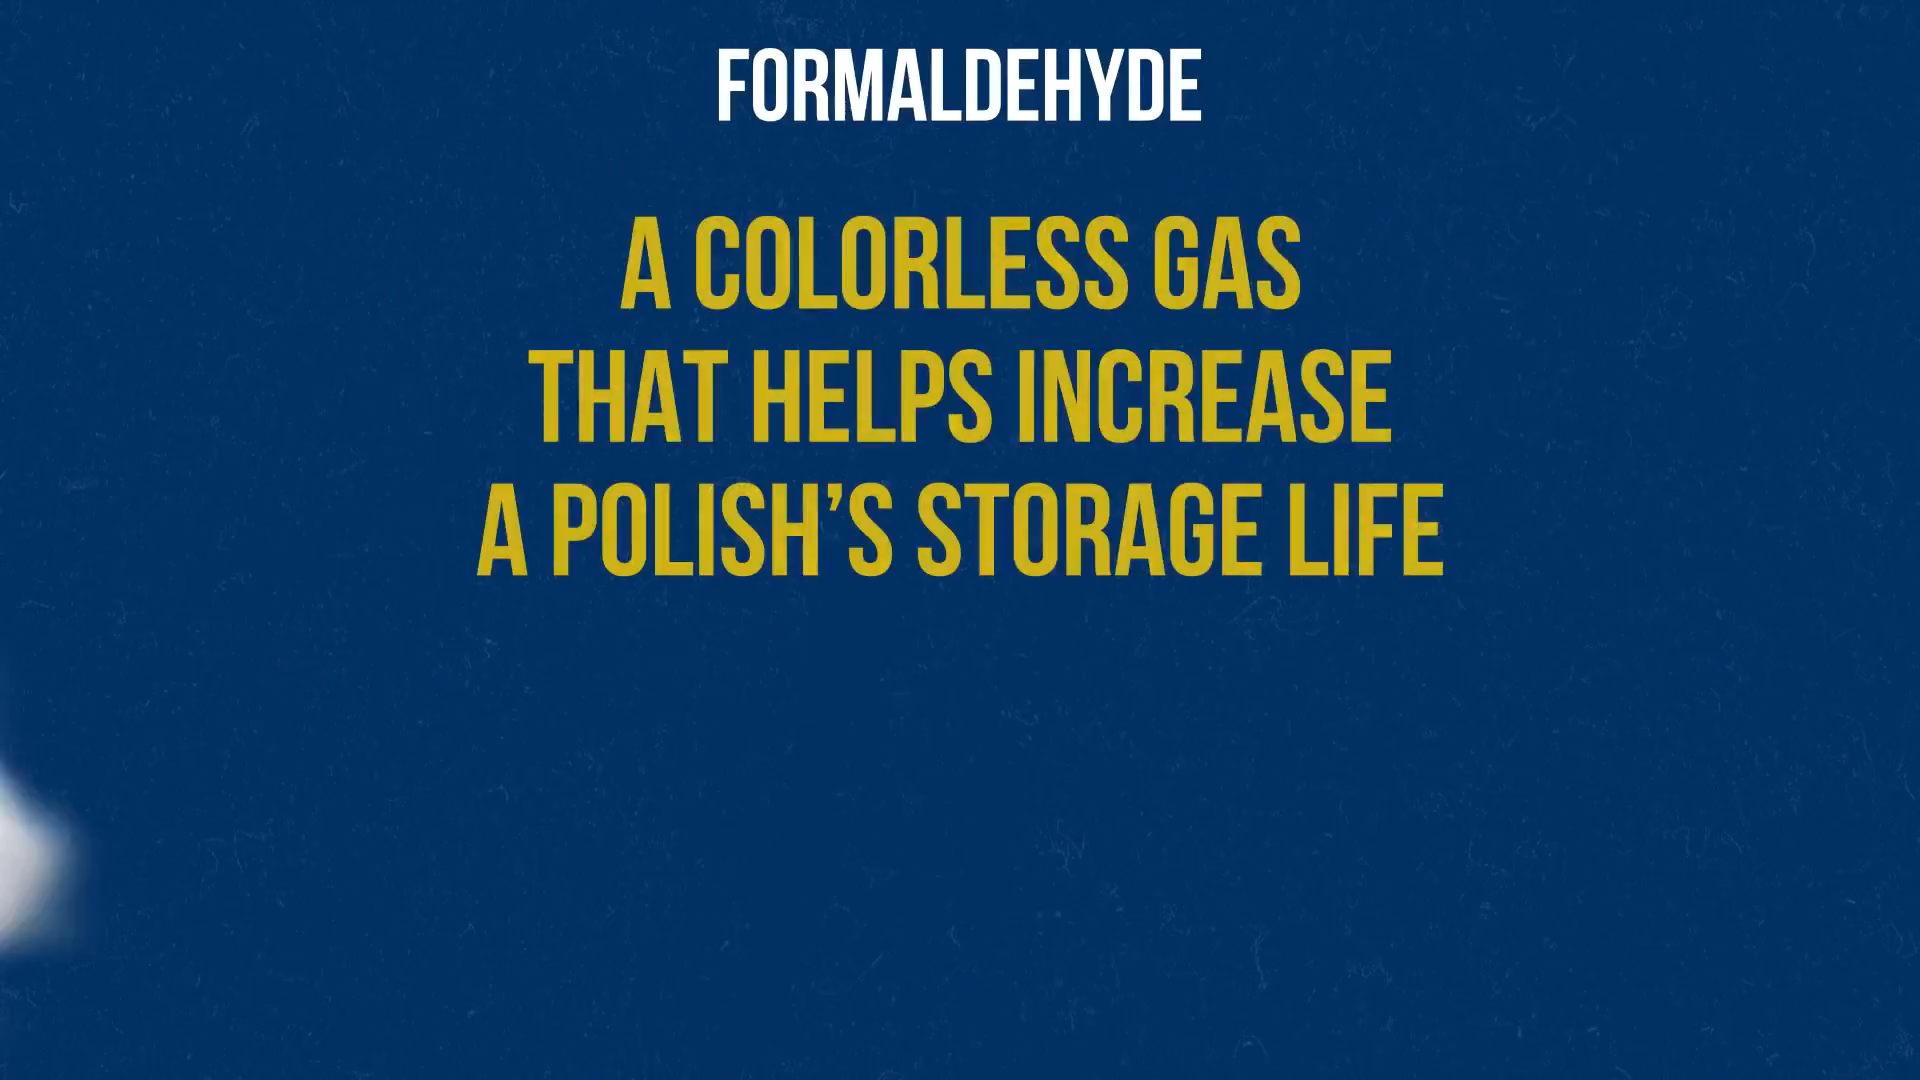 FORMALDEHYDE
A COLORLESS GAS
THAT HELPS INCREASE
A POLISH’S STORAGE LIFE